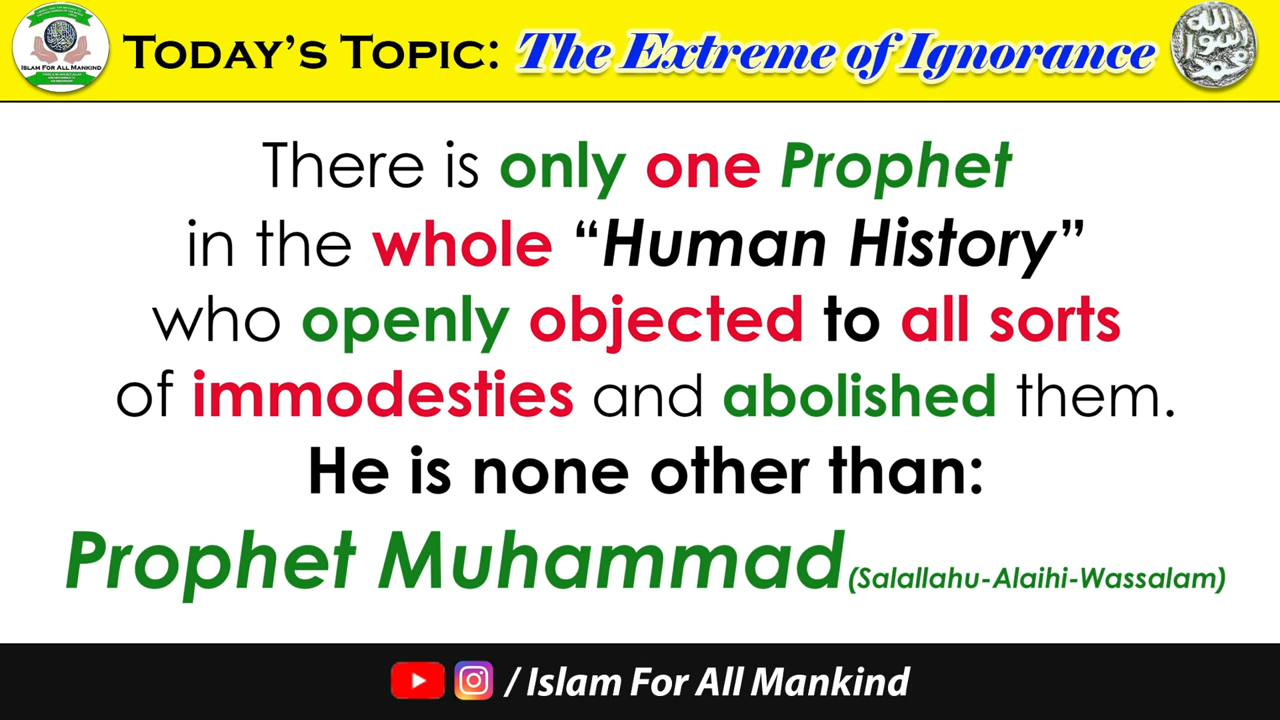 TODAY'S TOPIC: The Extreme of Ignorance
ISLAM FOR ALL MANKIND
There is only one Prophet
in the whole “Human History”
who openly objected to all sorts
of immodesties and abolished them.
He is none other than:
Prophet Muhammad (Salallahu-Alaihi-Wassalam)
/ Islam For All Mankind